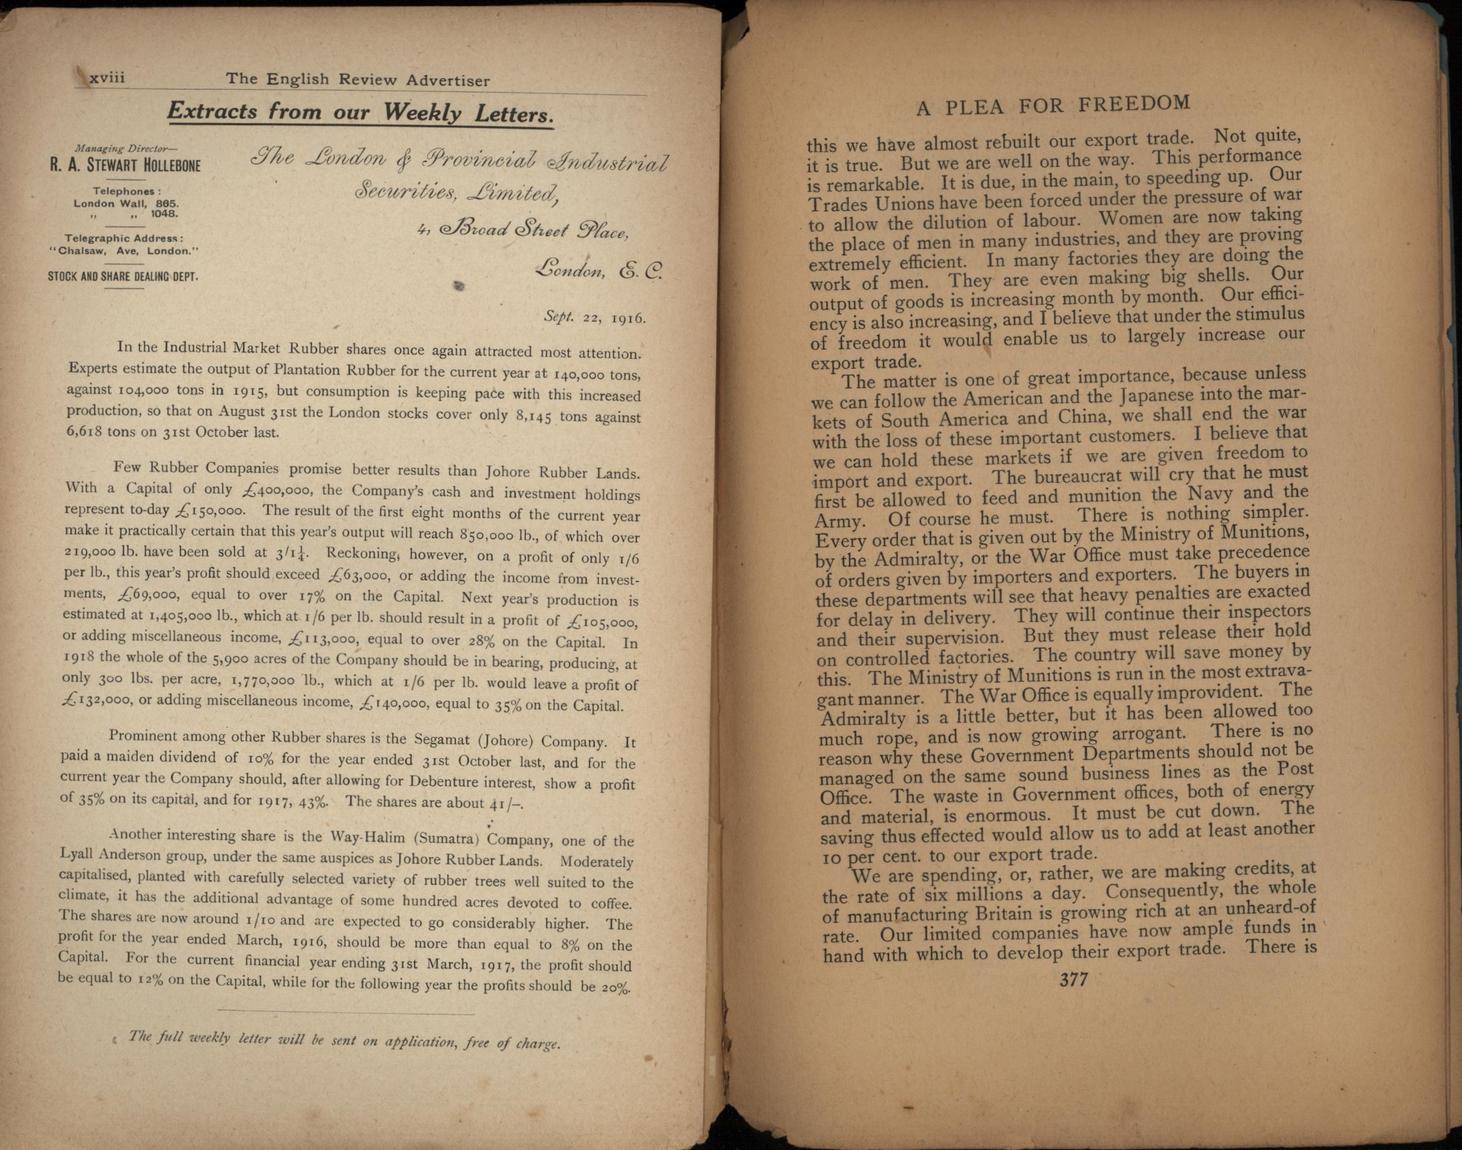 xviii The English Review Advertiser
Extracts from our Weekly Letters.
Managing Director—
R. A. STEWART HOLLEBONE
Telephones:
London Wall, 865.
„ „ 1048.
Telegraphic Address:
"Chalsaw, Ave, London."
STOCK AND SHARE DEALING DEPT.
The London & Provincial Industrial
Securities, Limited,
4, Broad Street Place,
London, E. C.
Sept. 22, 1916.
In the Industrial Market Rubber shares once again attracted most attention.
Experts estimate the output of Plantation Rubber for the current year at 140,000 tons,
against 104,000 tons in 1915, but consumption is keeping pace with this increased
production, so that on August 31st the London stocks cover only 8,145 tons against
6,618 tons on 31st October last.
Few Rubber Companies promise better results than Johore Rubber Lands.
With a Capital of only £400,000, the Company's cash and investment holdings
represent to-day £150,000. The result of the first eight months of the current year
make it practically certain that this year's output will reach 850,000 lb., of which over
219,000 lb. have been sold at 3/1¼. Reckoning, however, on a profit of only 1/6
per lb., this year's profit should exceed £63,000, or adding the income from invest-
ments, £69,000, equal to over 17% on the Capital. Next year's production is
estimated at 1,405,000 lb., which at 1/6 per lb. should result in a profit of £105,000,
or adding miscellaneous income, £113,000, equal to over 28% on the Capital. In
1918 the whole of the 5,900 acres of the Company should be in bearing, producing, at
only 300 lbs. per acre, 1,770,000 lb., which at 1/6 per lb. would leave a profit of
£132,000, or adding miscellaneous income, £140,000, equal to 35% on the Capital.
Prominent among other Rubber shares is the Segamat (Johore) Company. It
paid a maiden dividend of 10% for the year ended 31st October last, and for the
current year the Company should, after allowing for Debenture interest, show a profit
of 35% on its capital, and for 1917, 43%. The shares are about 41/-.
Another interesting share is the Way-Halim (Sumatra) Company, one of the
Lyall Anderson group, under the same auspices as Johore Rubber Lands. Moderately
capitalised, planted with carefully selected variety of rubber trees well suited to the
climate, it has the additional advantage of some hundred acres devoted to coffee.
The shares are now around 1/10 and are expected to go considerably higher. The
profit for the year ended March, 1916, should be more than equal to 8% on the
Capital. For the current financial year ending 31st March, 1917, the profit should
be equal to 12% on the Capital, while for the following year the profits should be 20%.
The full weekly letter will be sent on application, free of charge.
A PLEA FOR FREEDOM
this we have almost rebuilt our export trade. Not quite,
it is true. But we are well on the way. This performance
is remarkable. It is due, in the main, to speeding up. Our
Trades Unions have been forced under the pressure of war
to allow the dilution of labour. Women are now taking
the place of men in many industries, and they are proving
extremely efficient. In many factories they are doing the
work of men. They are even making big shells. Our
output of goods is increasing month by month. Our effici-
ency is also increasing, and I believe that under the stimulus
of freedom it would enable us to largely increase our
export trade.
The matter is one of great importance, because unless
we can follow the American and the Japanese into the mar-
kets of South America and China, we shall end the war
with the loss of these important customers. I believe that
we can hold these markets if we are given freedom to
import and export. The bureaucrat will cry that he must
first be allowed to feed and munition the Navy and the
Army. Of course he must. There is nothing simpler.
Every order that is given out by the Ministry of Munitions,
by the Admiralty, or the War Office must take precedence
of orders given by importers and exporters. The buyers in
these departments will see that heavy penalties are exacted
for delay in delivery. They will continue their inspectors
and their supervision. But they must release their hold
on controlled factories. The country will save money by
this. The Ministry of Munitions is run in the most extrava-
gant manner. The War Office is equally improvident. The
Admiralty is a little better, but it has been allowed too
much rope, and is now growing arrogant. There is no
reason why these Government Departments should not be
managed on the same sound business lines as the Post
Office. The waste in Government offices, both of energy
and material, is enormous. It must be cut down. The
saving thus effected would allow us to add at least another
10 per cent. to our export trade.
We are spending, or, rather, we are making credits, at
the rate of six millions a day. Consequently, the whole
of manufacturing Britain is growing rich at an unheard-of
rate. Our limited companies have now ample funds in
hand with which to develop their export trade. There is
377